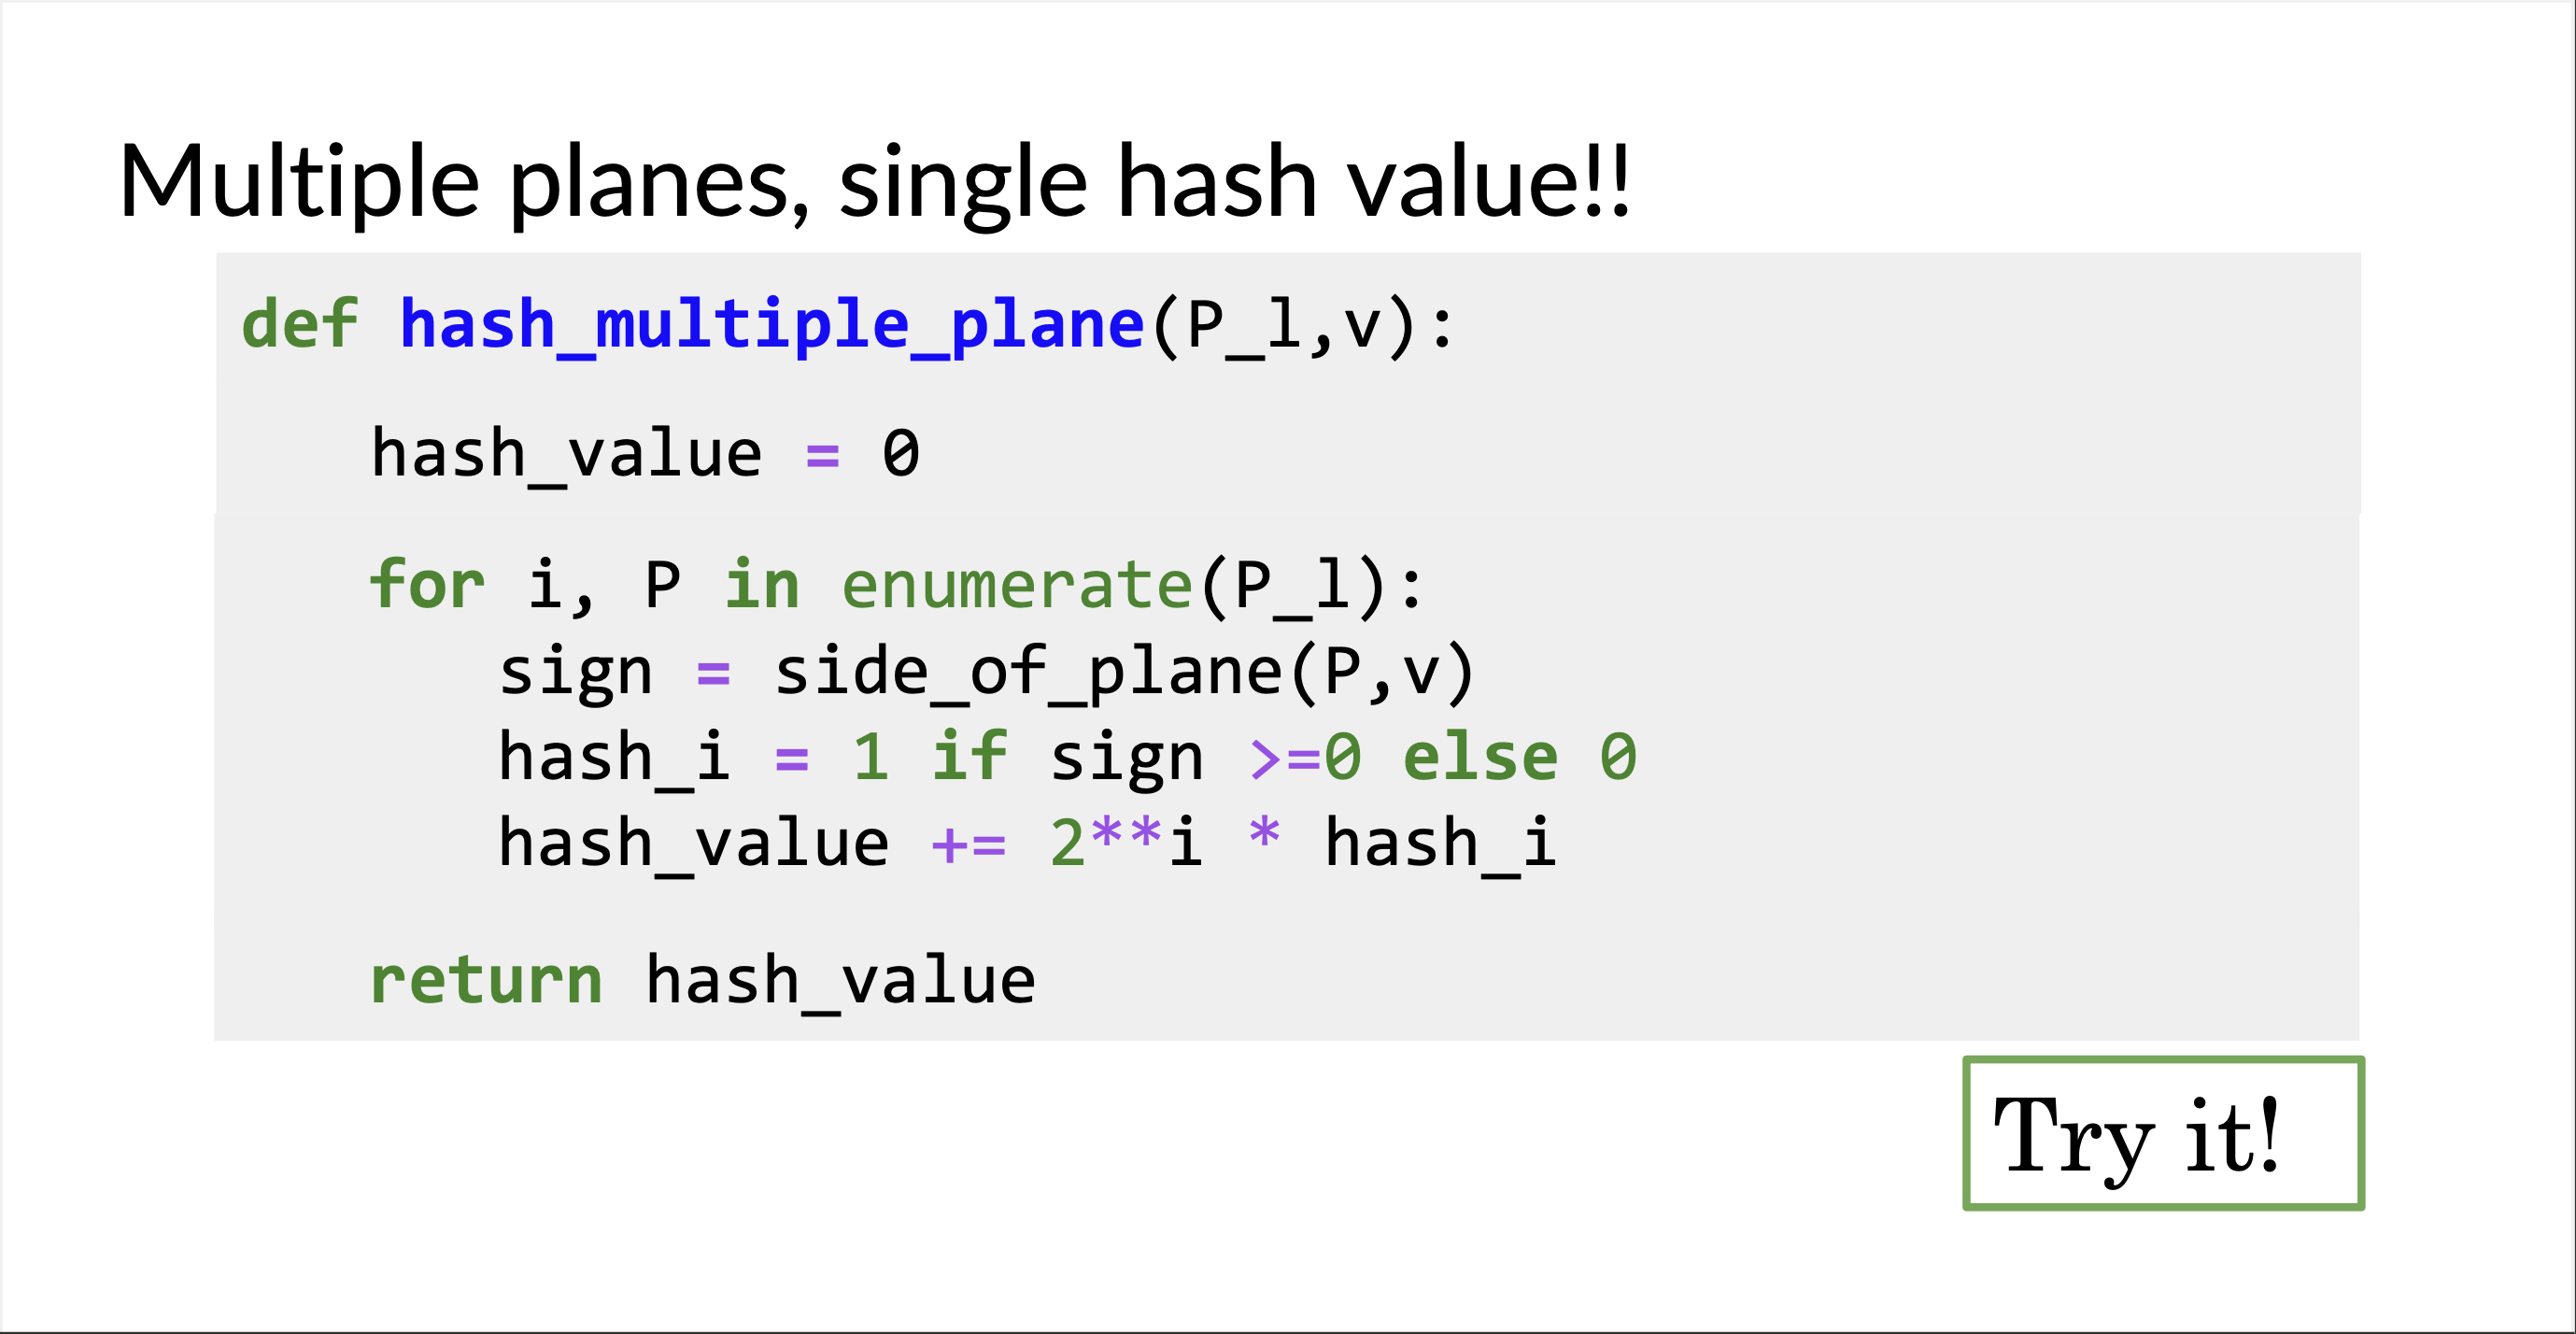 Multiple planes, single hash value!!
def hash_multiple_plane(P_l,v):
    hash_value = 0
    for i, P in enumerate(P_l):
        sign = side_of_plane(P,v)
        hash_i = 1 if sign >=0 else 0
        hash_value += 2**i * hash_i
    return hash_value
Try it!